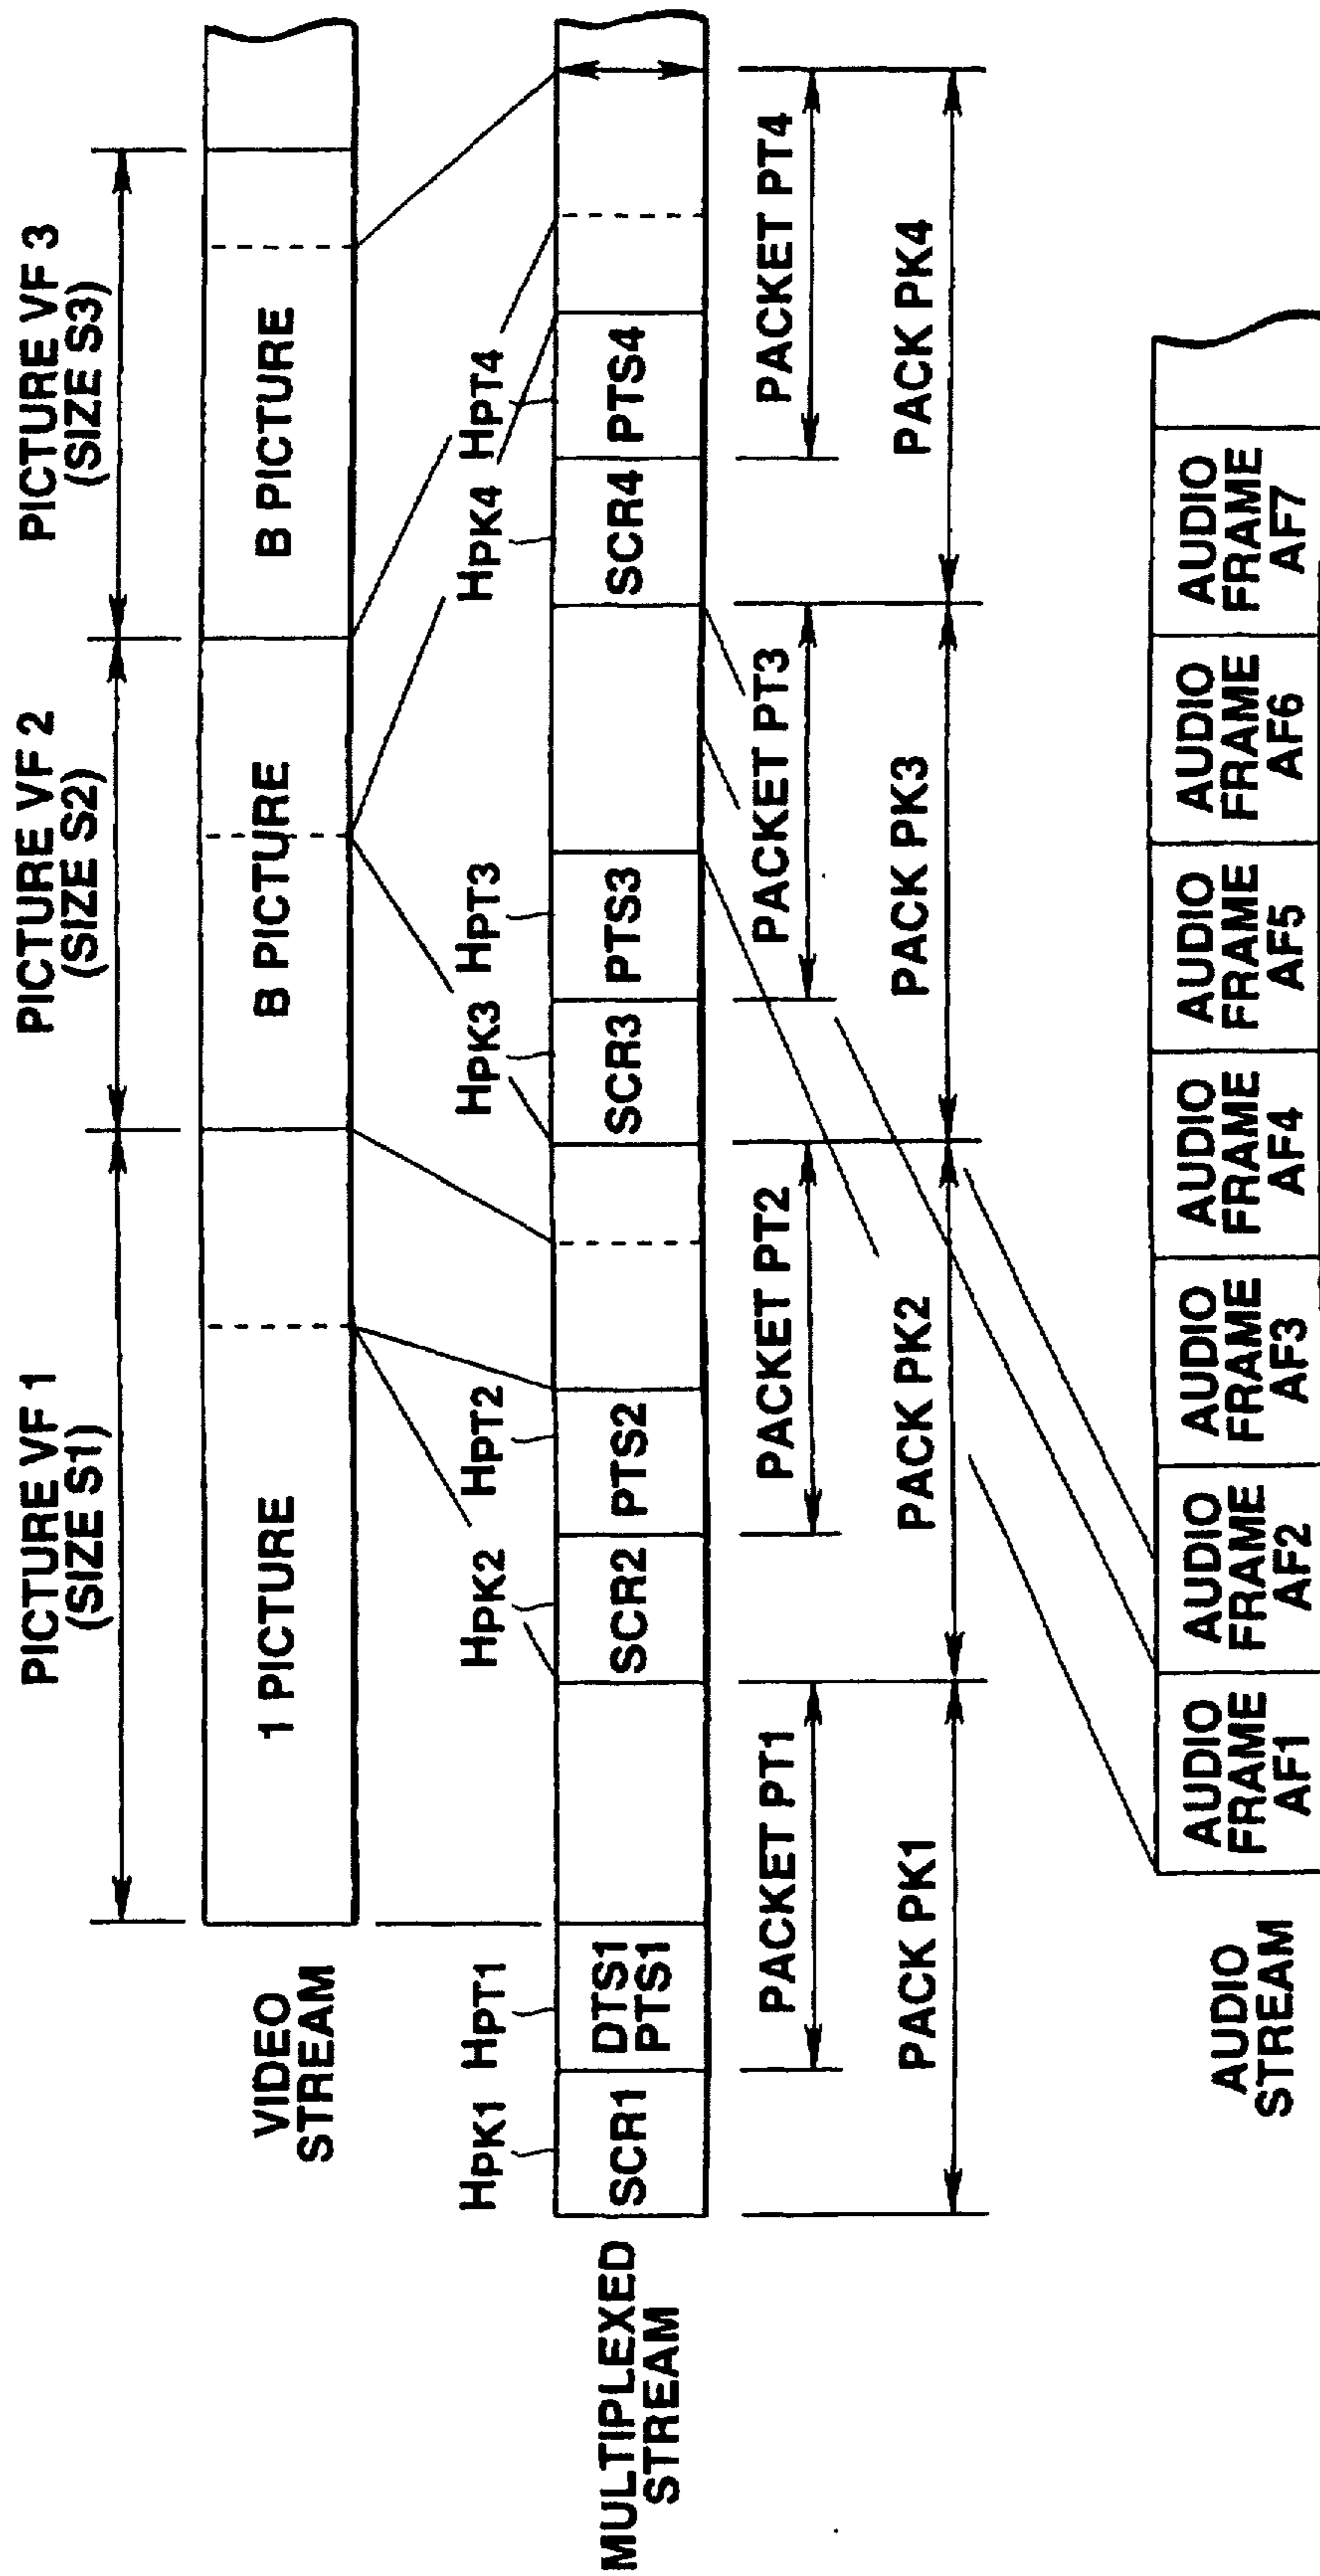 PICTURE VF 1
(SIZE S1)
PICTURE VF 2
(SIZE S2)
PICTURE VF 3
(SIZE S3)
VIDEO
STREAM
1 PICTURE
B PICTURE
B PICTURE
HPK1
HPT1
HPK2
HPT2
HPK3
HPT3
HPK4
HPT4
MULTIPLEXED
STREAM
SCR1
DTS1
PTS1
SCR2
PTS2
SCR3
PTS3
SCR4
PTS4
PACKET PT1
PACKET PT2
PACKET PT3
PACKET PT4
PACK PK1
PACK PK2
PACK PK3
PACK PK4
AUDIO
STREAM
AUDIO
FRAME
AF1
AUDIO
FRAME
AF2
AUDIO
FRAME
AF3
AUDIO
FRAME
AF4
AUDIO
FRAME
AF5
AUDIO
FRAME
AF6
AUDIO
FRAME
AF7